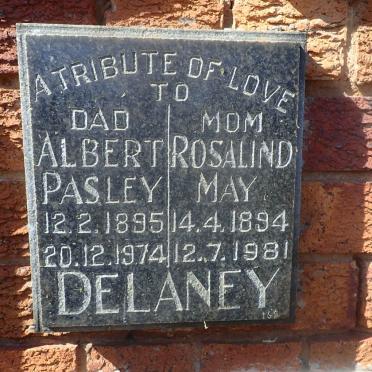 A TRIBUTE OF LOVE
TO
DAD MOM
ALBERT ROSALIND
PASLEY MAY
12.2.1895 14.4.1894
20.12.1974 12.7.1981
DELANEY